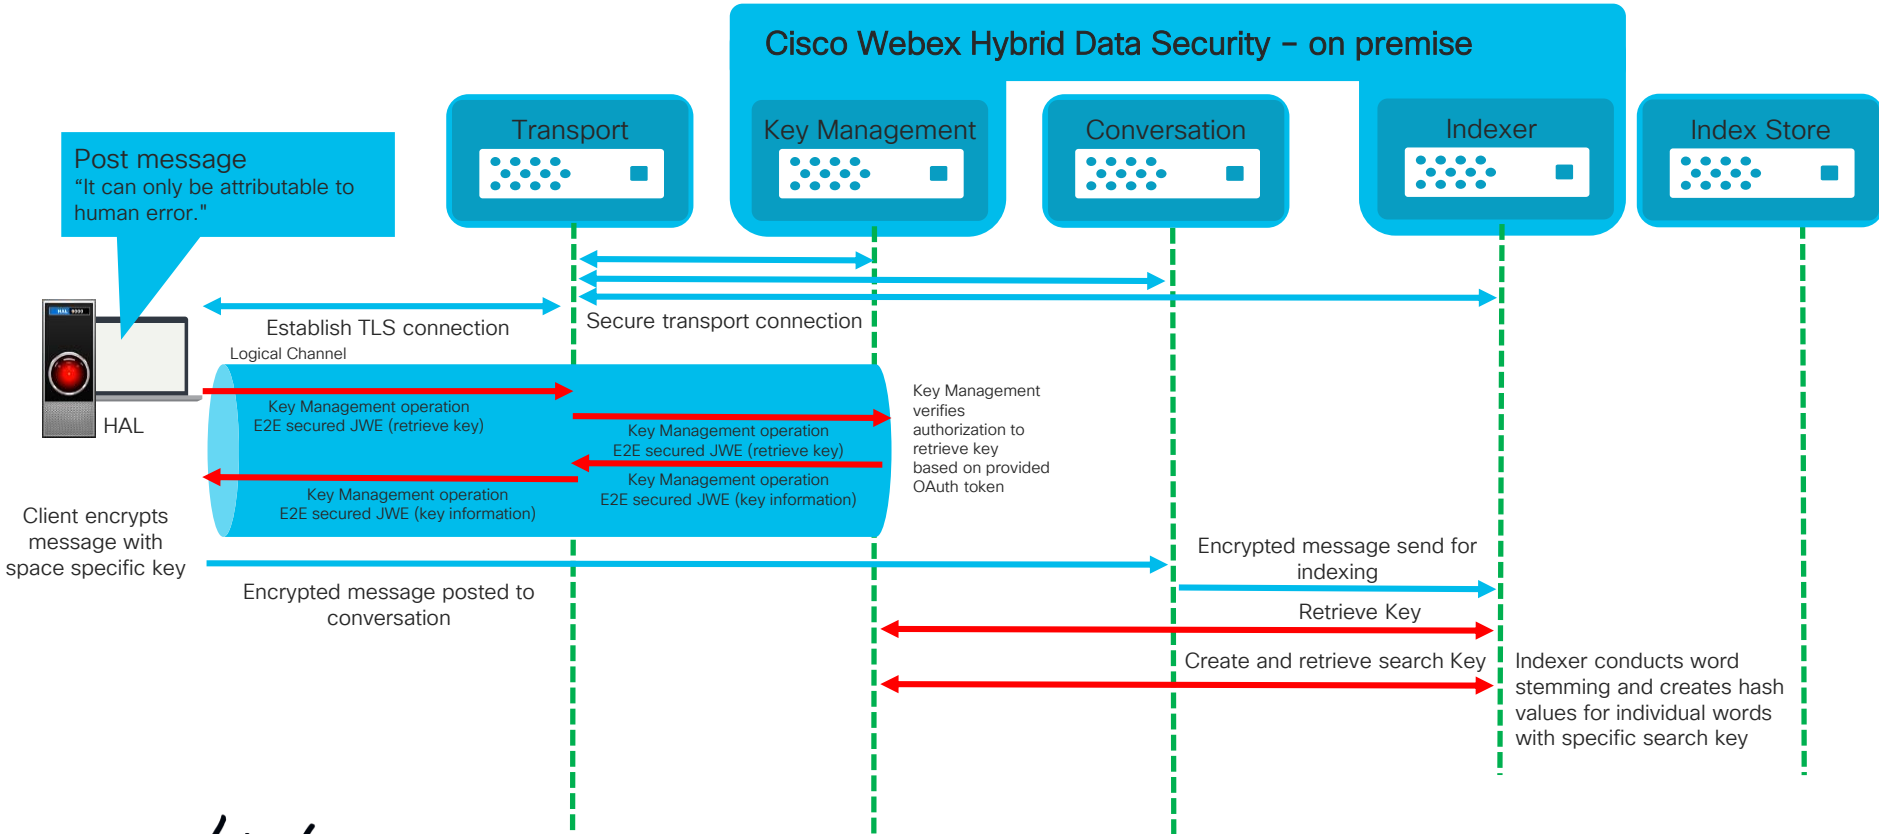 Cisco Webex Hybrid Data Security – on premise
Transport
Key Management
Conversation
Indexer
Index Store
Post message
“It can only be attributable to
human error."
HAL 9000
HAL
Establish TLS connection
Secure transport connection
Logical Channel
Key Management operation
E2E secured JWE (retrieve key)
Key Management operation
E2E secured JWE (retrieve key)
Key Management operation
E2E secured JWE (key information)
Key Management operation
E2E secured JWE (key information)
Key Management
verifies
authorization to
retrieve key
based on provided
OAuth token
Client encrypts
message with
space specific key
Encrypted message posted to
conversation
Encrypted message send for
indexing
Retrieve Key
Create and retrieve search Key
Indexer conducts word
stemming and creates hash
values for individual words
with specific search key